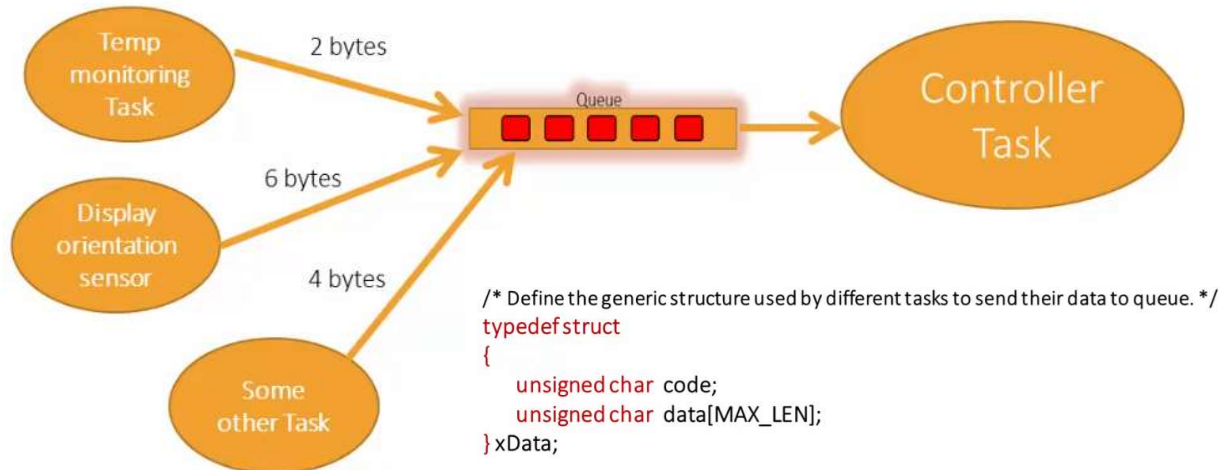 Temp
monitoring
Task
2 bytes
Queue
Controller
Task
6 bytes
Display
orientation
sensor
4 bytes
Some
other Task
/* Define the generic structure used by different tasks to send their data to queue. */
typedef struct
{
unsigned char code;
unsigned char data[MAX_LEN];
} xData;